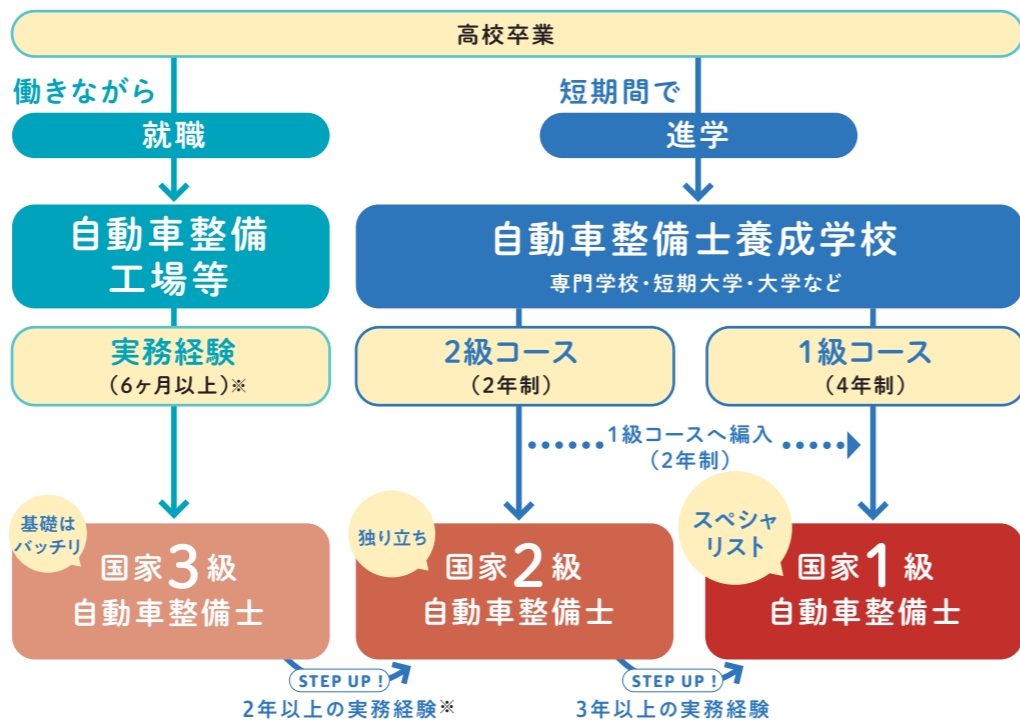 高校卒業
働きながら
就職
自動車整備
工場等
実務経験
（6ヶ月以上）※
短期間で
進学
自動車整備士養成学校
専門学校・短期大学・大学など
2級コース
（2年制）
1級コース
（4年制）
1級コースへ編入
（2年制）
基礎は
バッチリ
国家3級
自動車整備士
独り立ち
国家2級
自動車整備士
スペシャ
リスト
国家1級
自動車整備士
STEP UP！
2年以上の実務経験※
STEP UP！
3年以上の実務経験